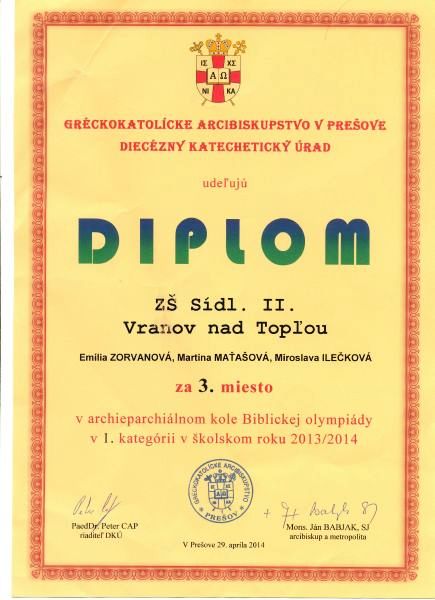 IΣ XΣ
A Ω
NI KA
GRÉCKOKATOLÍCKE ARCIBISKUPSTVO V PREŠOVE
DIECÉZNY KATECHETICKÝ ÚRAD
udeľujú
DIPLOM
ZŠ Sídl. II.
Vranov nad Topľou
Emília ZORVANOVÁ, Martina MAŤAŠOVÁ, Miroslava ILEČKOVÁ
za 3. miesto
v archieparchiálnom kole Biblickej olympiády
v 1. kategórii v školskom roku 2013/2014
GRÉCKOKATOLÍCKE ARCIBISKUPSTVO
PREŠOV
PaedDr. Peter CAP
riaditeľ DKÚ
Mons. Ján BABJAK, SJ
arcibiskup a metropolita
V Prešove 29. apríla 2014